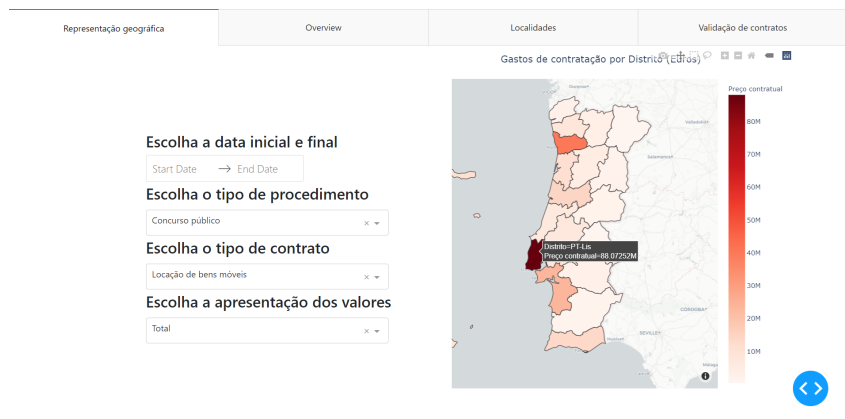 Representação geográfica
Overview
Localidades
Validação de contratos
Gastos de contratação por Distrito (Euros)
Escolha a data inicial e final
Start Date → End Date
Escolha o tipo de procedimento
Concurso público
Escolha o tipo de contrato
Locação de bens móveis
Escolha a apresentação dos valores
Total
Distrito=PT-Lis
Preço contratual=88.07252M
Preço contratual
80M
70M
60M
50M
40M
30M
20M
10M
CÓRDOBA
SEVILLE